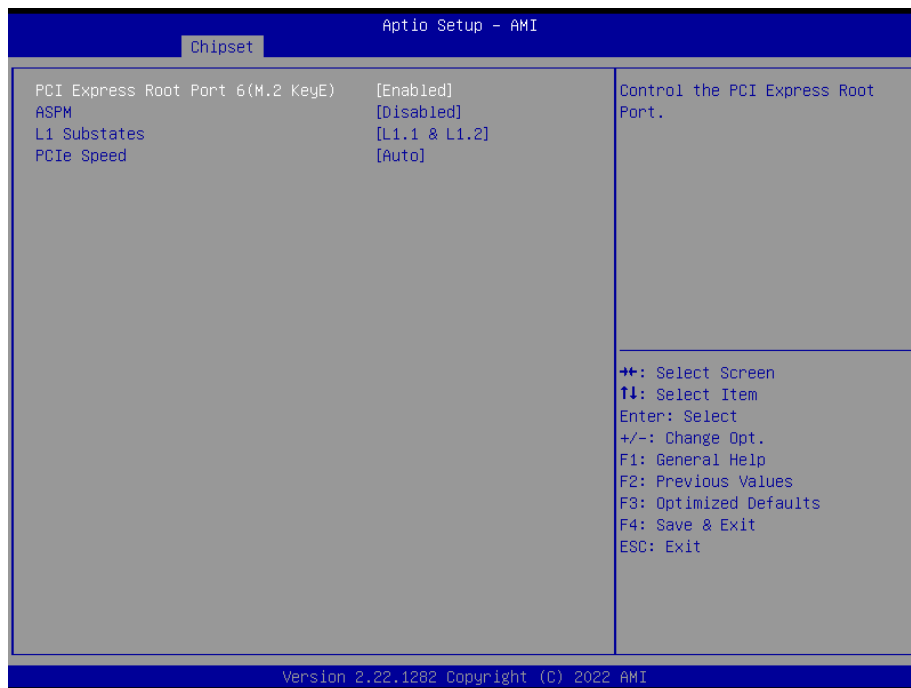 Aptio Setup – AMI
Chipset
PCI Express Root Port 6(M.2 KeyE) [Enabled]
ASPM [Disabled]
L1 Substates [L1.1 & L1.2]
PCIe Speed [Auto]
Control the PCI Express Root
Port.
→←: Select Screen
↑↓: Select Item
Enter: Select
+/-: Change Opt.
F1: General Help
F2: Previous Values
F3: Optimized Defaults
F4: Save & Exit
ESC: Exit
Version 2.22.1282 Copyright (C) 2022 AMI